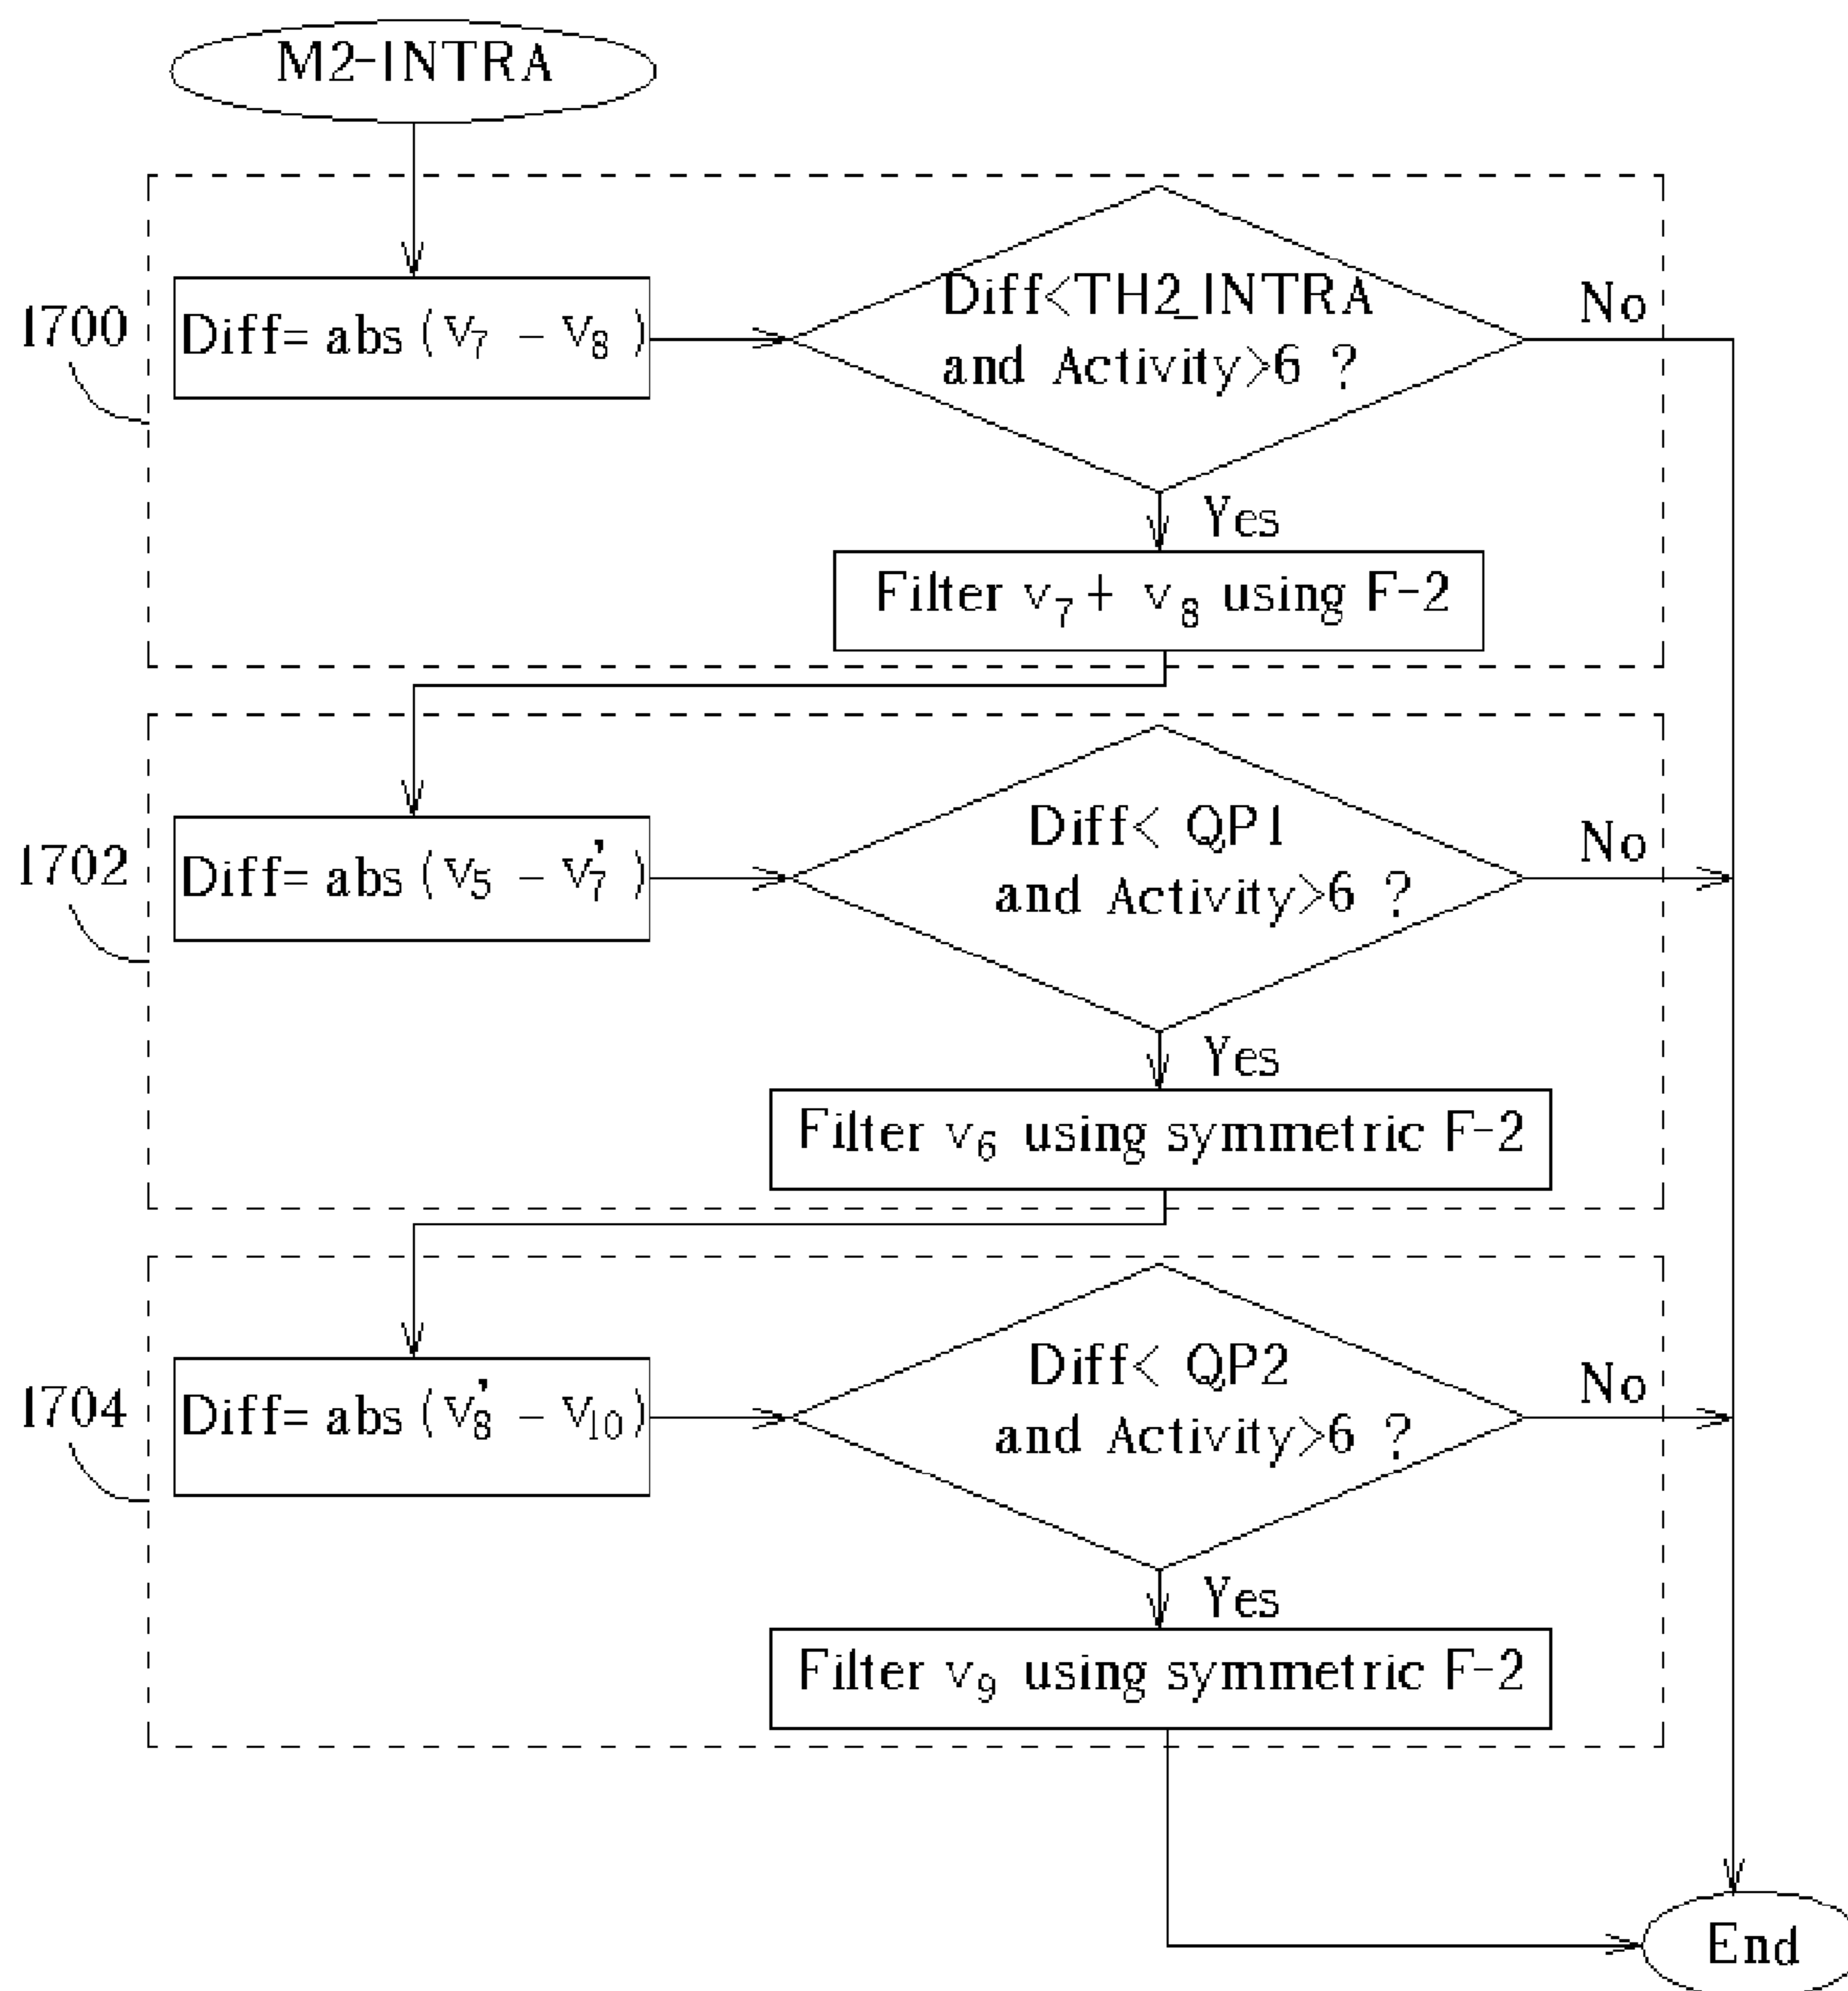 M2-INTRA
1700
Diff= abs (V₇ - V₈ )
Diff<TH2_INTRA
and Activity>6 ?
No
Yes
Filter v₇ + v₈ using F-2
1702
Diff= abs (V₅ - V₇' )
Diff< QP1
and Activity>6 ?
No
Yes
Filter v₆ using symmetric F-2
1704
Diff= abs (V₈' - V₁₀)
Diff< QP2
and Activity>6 ?
No
Yes
Filter v₉ using symmetric F-2
End